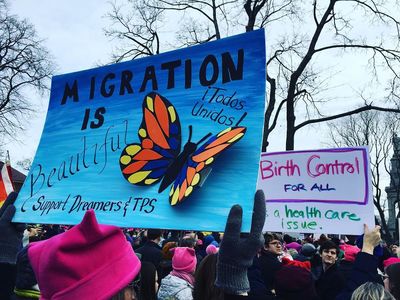 MIGRATION
IS
Beautiful
¡Todos
Unidos!
Support Dreamers & TPS
Birth Control
FOR ALL
is a health care
issue.